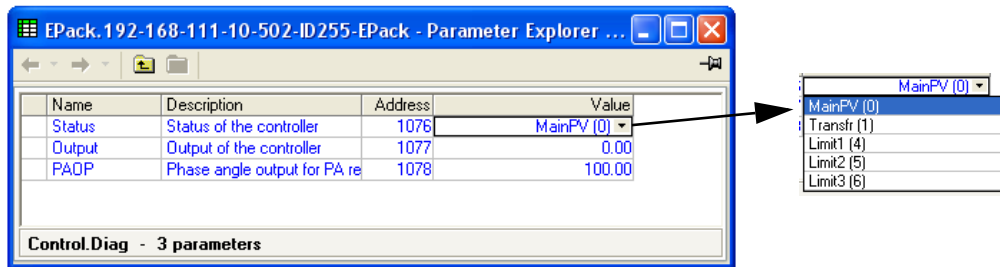 EPack.192-168-111-10-502-ID255-EPack - Parameter Explorer ...
Name Description Address Value
Status Status of the controller 1076 MainPV (0)
Output Output of the controller 1077 0.00
PAOP Phase angle output for PA re 1078 100.00
Control.Diag - 3 parameters
MainPV (0)
MainPV (0)
Transfr (1)
Limit1 (4)
Limit2 (5)
Limit3 (6)